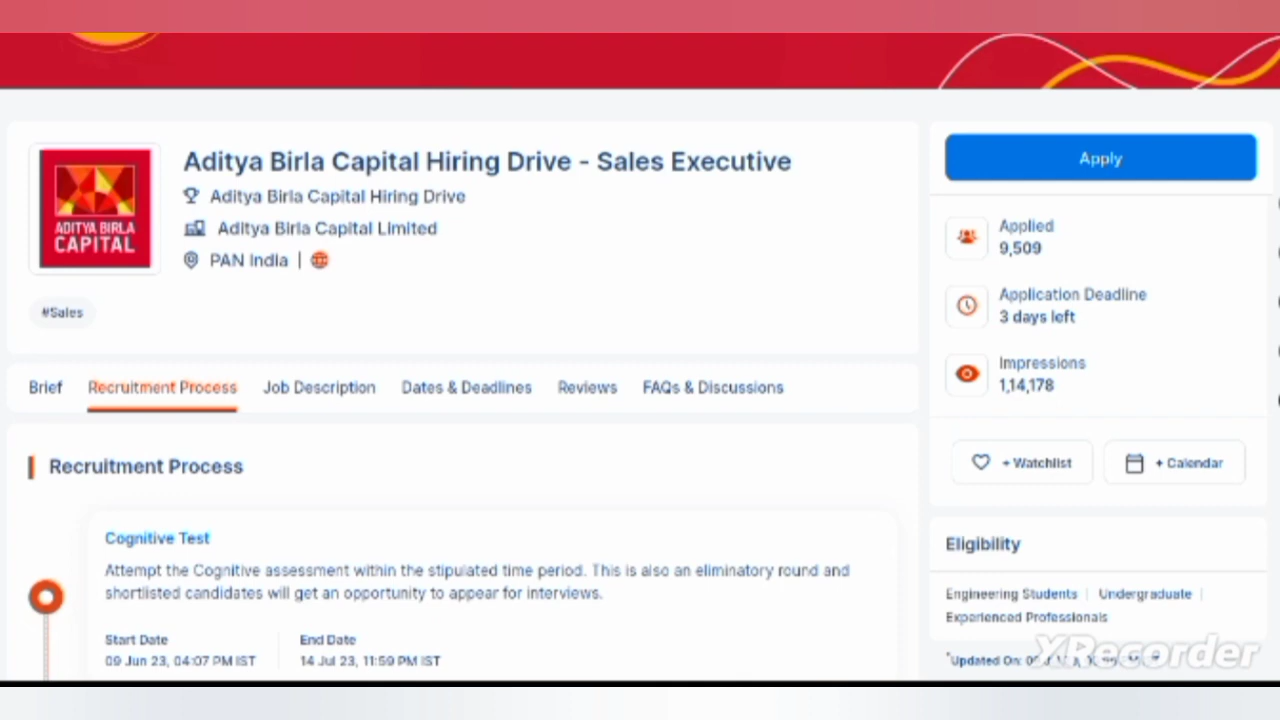 ADITYA BIRLA
CAPITAL
Aditya Birla Capital Hiring Drive - Sales Executive
Aditya Birla Capital Hiring Drive
Aditya Birla Capital Limited
PAN India |
#Sales
Brief Recruitment Process Job Description Dates & Deadlines Reviews FAQs & Discussions
Recruitment Process
Cognitive Test
Attempt the Cognitive assessment within the stipulated time period. This is also an eliminatory round and
shortlisted candidates will get an opportunity to appear for interviews.
Start Date
09 Jun 23, 04:07 PM IST
End Date
14 Jul 23, 11:59 PM IST
Apply
Applied
9,509
Application Deadline
3 days left
Impressions
1,14,178
+ Watchlist
+ Calendar
Eligibility
Engineering Students | Undergraduate |
Experienced Professionals
*Updated On:
XRecorder